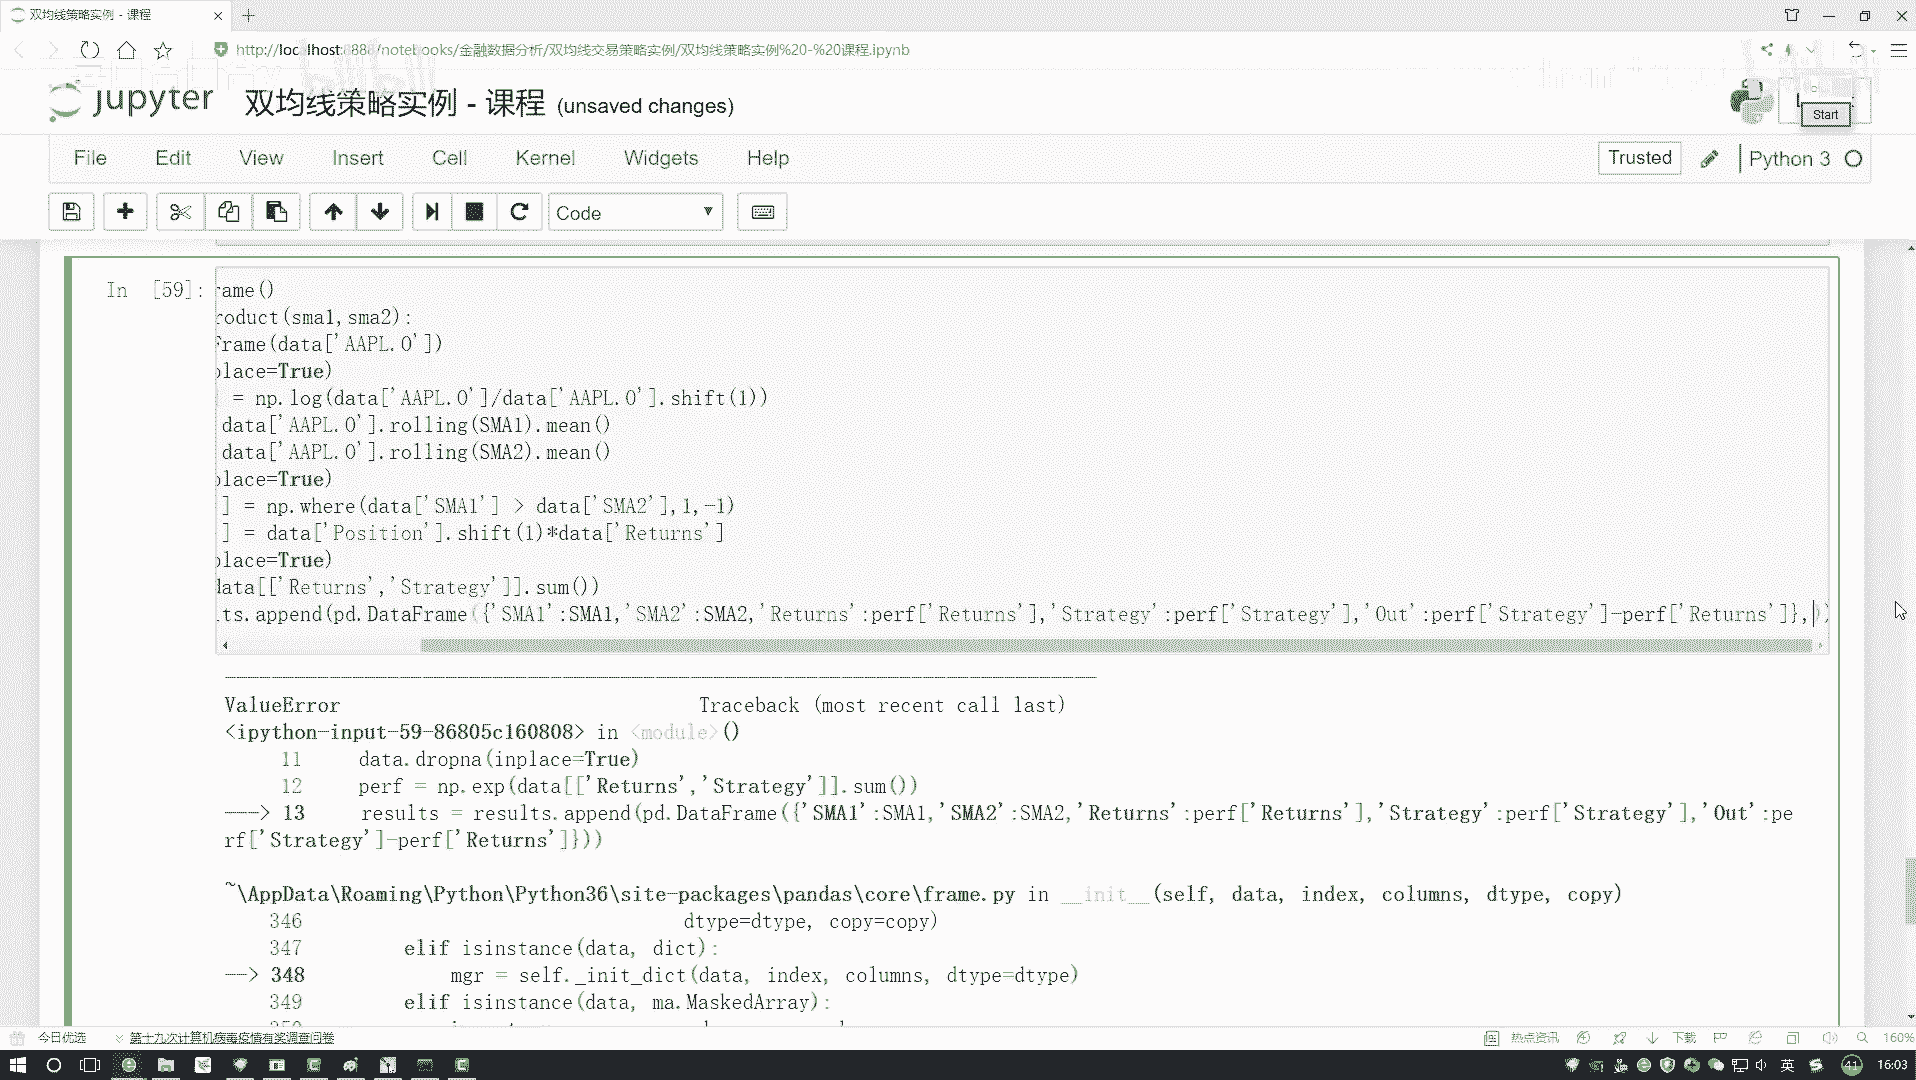 双均线策略实例 - 课程
http://localhost:8888/notebooks/金融数据分析/双均线交易策略实例/双均线策略实例%20-%20课程.ipynb
jupyter 双均线策略实例 - 课程 (unsaved changes)
Start
File Edit View Insert Cell Kernel Widgets Help
Trusted Python 3
Code
In [59]:
rame()
roduct(sma1,sma2):
Frame(data['AAPL.O'])
place=True)
] = np.log(data['AAPL.O']/data['AAPL.O'].shift(1))
data['AAPL.O'].rolling(SMA1).mean()
data['AAPL.O'].rolling(SMA2).mean()
place=True)
'] = np.where(data['SMA1'] > data['SMA2'],1,-1)
'] = data['Position'].shift(1)*data['Returns']
place=True)
data[['Returns','Strategy']].sum())
lts.append(pd.DataFrame({'SMA1':SMA1,'SMA2':SMA2,'Returns':perf['Returns'],'Strategy':perf['Strategy'],'Out':perf['Strategy']-perf['Returns']},))
ValueError Traceback (most recent call last)
<ipython-input-59-86805c160808> in <module>()
11 data.dropna(inplace=True)
12 perf = np.exp(data[['Returns','Strategy']].sum())
---> 13 results = results.append(pd.DataFrame({'SMA1':SMA1,'SMA2':SMA2,'Returns':perf['Returns'],'Strategy':perf['Strategy'],'Out':pe
rf['Strategy']-perf['Returns']}))
~\AppData\Roaming\Python\Python36\site-packages\pandas\core\frame.py in __init__(self, data, index, columns, dtype, copy)
346 dtype=dtype, copy=copy)
347 elif isinstance(data, dict):
--> 348 mgr = self._init_dict(data, index, columns, dtype=dtype)
349 elif isinstance(data, ma.MaskedArray):
今日优选 第十九次计算机病毒疫情有奖调查问卷 热点资讯 下载 160%
英 41 16:03